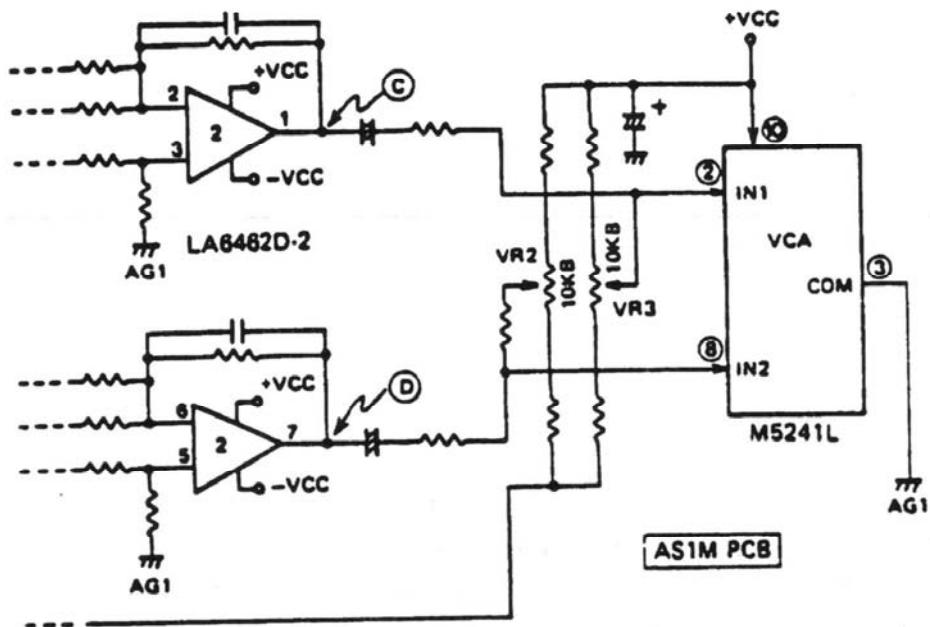 +VCC
+VCC
2
3
2
1
C
-VCC
LA6462D-2
AG1
+
10
2
IN1
VCA
COM
3
VR2
10KB
10KB
VR3
+VCC
6
5
2
7
D
-VCC
AG1
8
IN2
M5241L
AG1
AS1M PCB